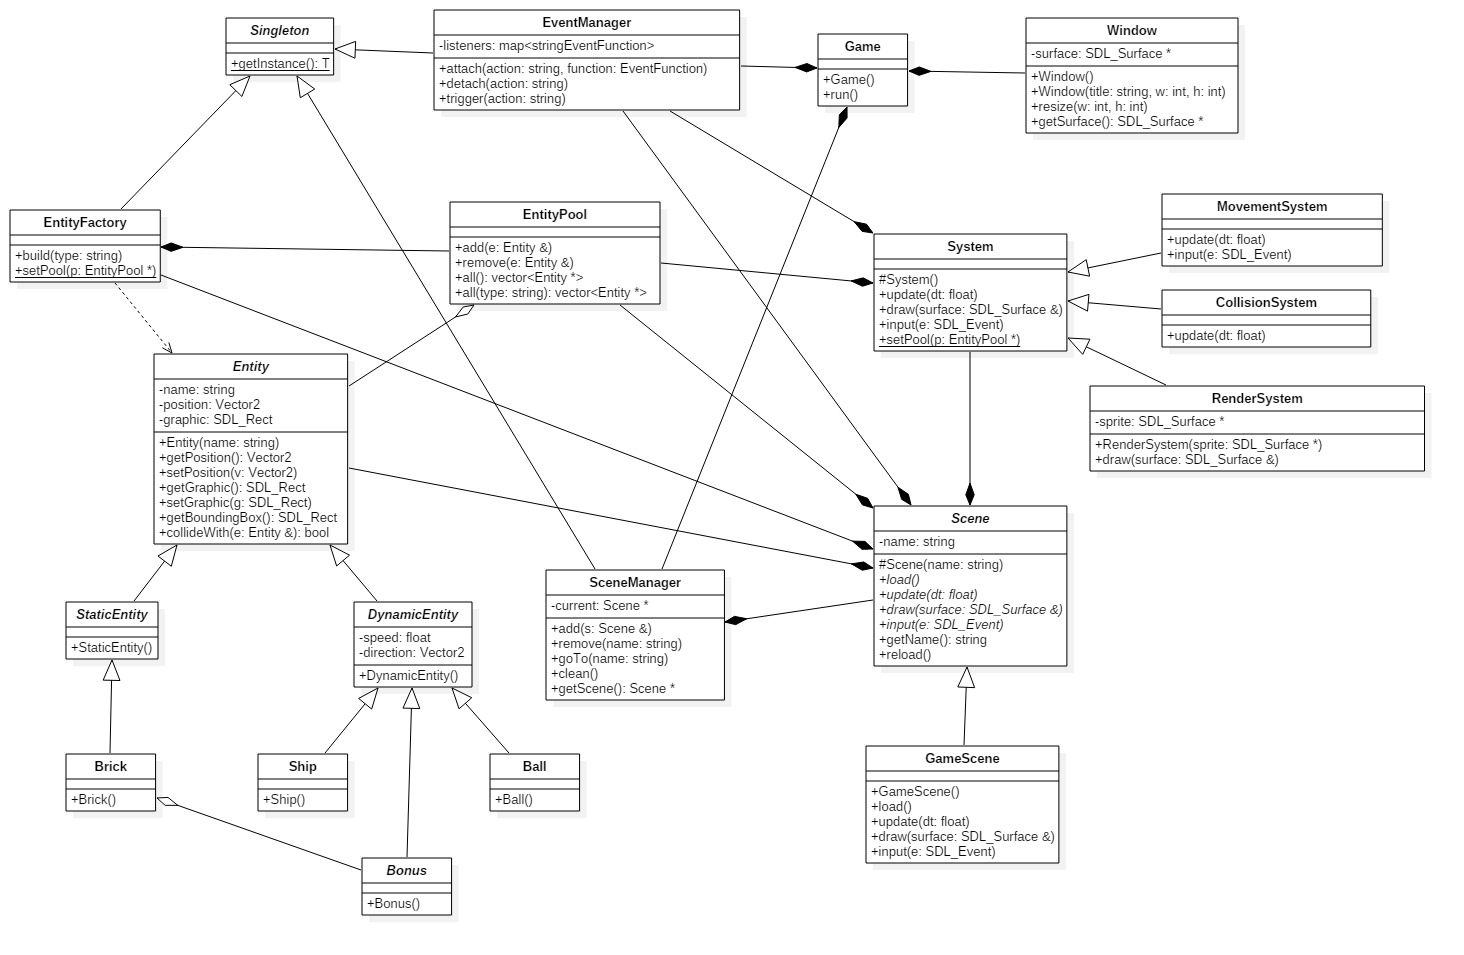 Singleton
+getInstance(): T
EventManager
-listeners: map<stringEventFunction>
+attach(action: string, function: EventFunction)
+detach(action: string)
+trigger(action: string)
Game
+Game()
+run()
Window
-surface: SDL_Surface *
+Window()
+Window(title: string, w: int, h: int)
+resize(w: int, h: int)
+getSurface(): SDL_Surface *
EntityFactory
+build(type: string)
+setPool(p: EntityPool *)
EntityPool
+add(e: Entity &)
+remove(e: Entity &)
+all(): vector<Entity *>
+all(type: string): vector<Entity *>
System
#System()
+update(dt: float)
+draw(surface: SDL_Surface &)
+input(e: SDL_Event)
+setPool(p: EntityPool *)
MovementSystem
+update(dt: float)
+input(e: SDL_Event)
CollisionSystem
+update(dt: float)
RenderSystem
-sprite: SDL_Surface *
+RenderSystem(sprite: SDL_Surface *)
+draw(surface: SDL_Surface &)
Entity
-name: string
-position: Vector2
-graphic: SDL_Rect
+Entity(name: string)
+getPosition(): Vector2
+setPosition(v: Vector2)
+getGraphic(): SDL_Rect
+setGraphic(g: SDL_Rect)
+getBoundingBox(): SDL_Rect
+collideWith(e: Entity &): bool
Scene
-name: string
#Scene(name: string)
+load()
+update(dt: float)
+draw(surface: SDL_Surface &)
+input(e: SDL_Event)
+getName(): string
+reload()
SceneManager
-current: Scene *
+add(s: Scene &)
+remove(name: string)
+goTo(name: string)
+clean()
+getScene(): Scene *
StaticEntity
+StaticEntity()
DynamicEntity
-speed: float
-direction: Vector2
+DynamicEntity()
Brick
+Brick()
Ship
+Ship()
Ball
+Ball()
GameScene
+GameScene()
+load()
+update(dt: float)
+draw(surface: SDL_Surface &)
+input(e: SDL_Event)
Bonus
+Bonus()